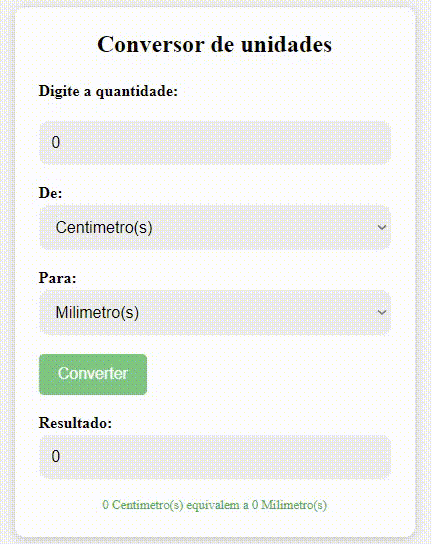 Conversor de unidades
Digite a quantidade:
0
De:
Centimetro(s)
Para:
Milimetro(s)
Converter
Resultado:
0
0 Centimetro(s) equivalem a 0 Milimetro(s)